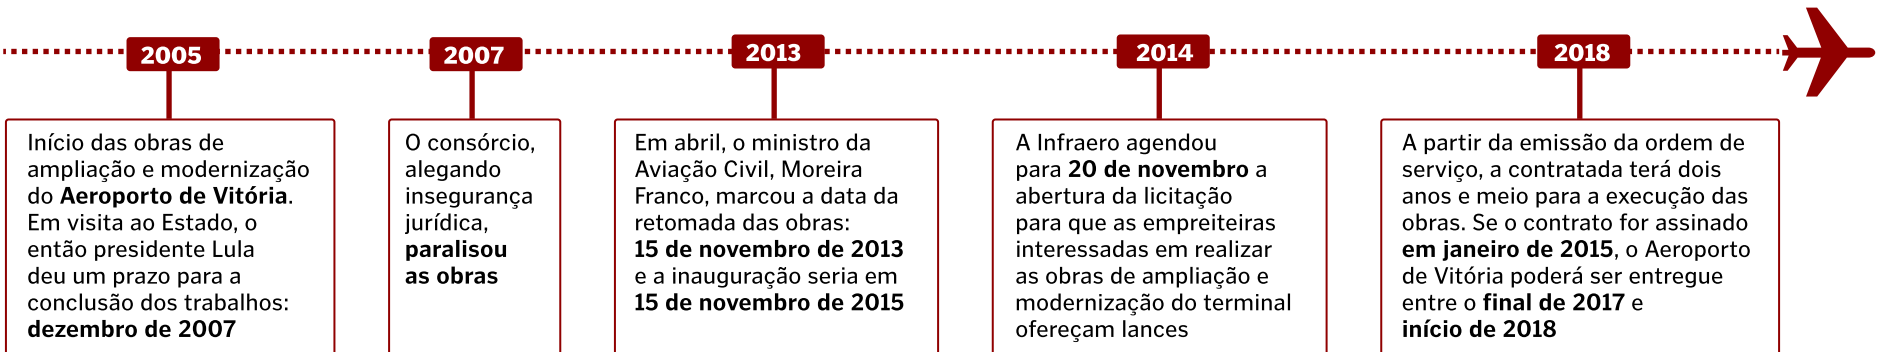 2005
Início das obras de
ampliação e modernização
do Aeroporto de Vitória.
Em visita ao Estado, o
então presidente Lula
deu um prazo para a
conclusão dos trabalhos:
dezembro de 2007
2007
O consórcio,
alegando
insegurança
jurídica,
paralisou
as obras
2013
Em abril, o ministro da
Aviação Civil, Moreira
Franco, marcou a data da
retomada das obras:
15 de novembro de 2013
e a inauguração seria em
15 de novembro de 2015
2014
A Infraero agendou
para 20 de novembro a
abertura da licitação
para que as empreiteiras
interessadas em realizar
as obras de ampliação e
modernização do terminal
ofereçam lances
2018
A partir da emissão da ordem de
serviço, a contratada terá dois
anos e meio para a execução das
obras. Se o contrato for assinado
em janeiro de 2015, o Aeroporto
de Vitória poderá ser entregue
entre o final de 2017 e
início de 2018